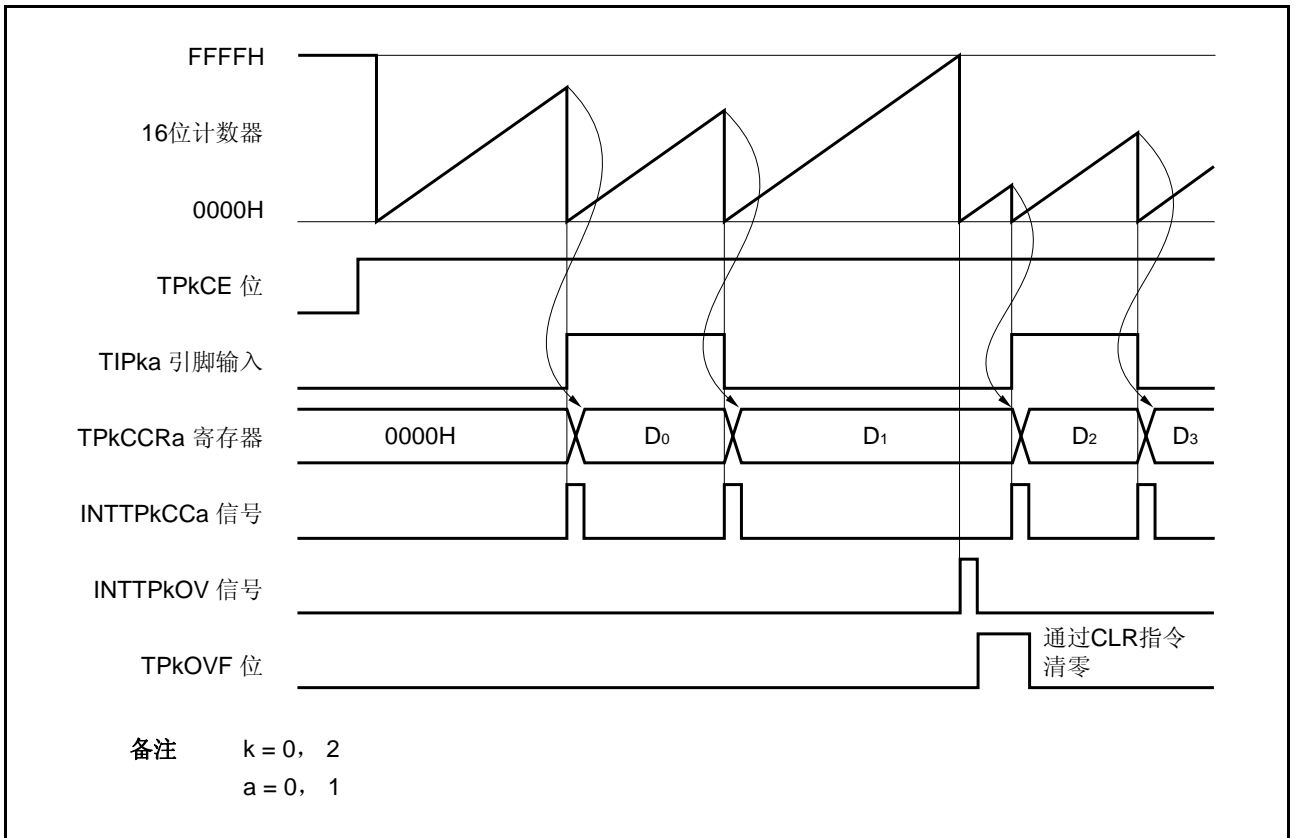 FFFFH
16位计数器
0000H
TPkCE 位
TIPka 引脚输入
TPkCCRa 寄存器
0000H
D0
D1
D2
D3
INTTPkCCa 信号
INTTPkOV 信号
TPkOVF 位
通过CLR指令
清零
备注 k = 0， 2
a = 0， 1